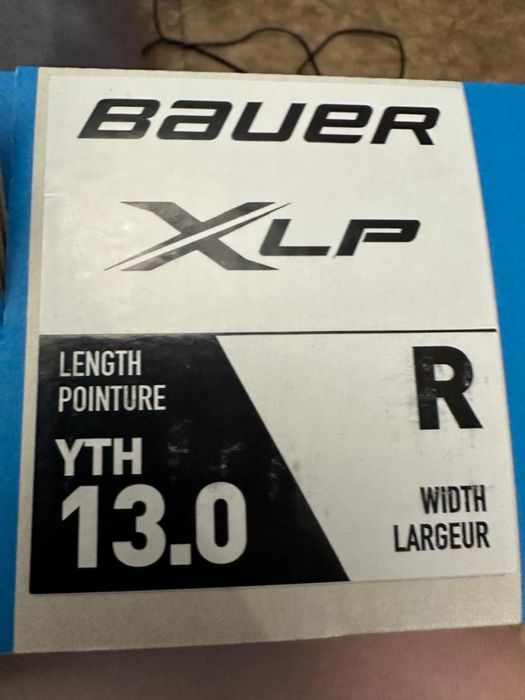 BAUER
XLP
LENGTH
POINTURE
YTH
13.0
R
WIDTH
LARGEUR